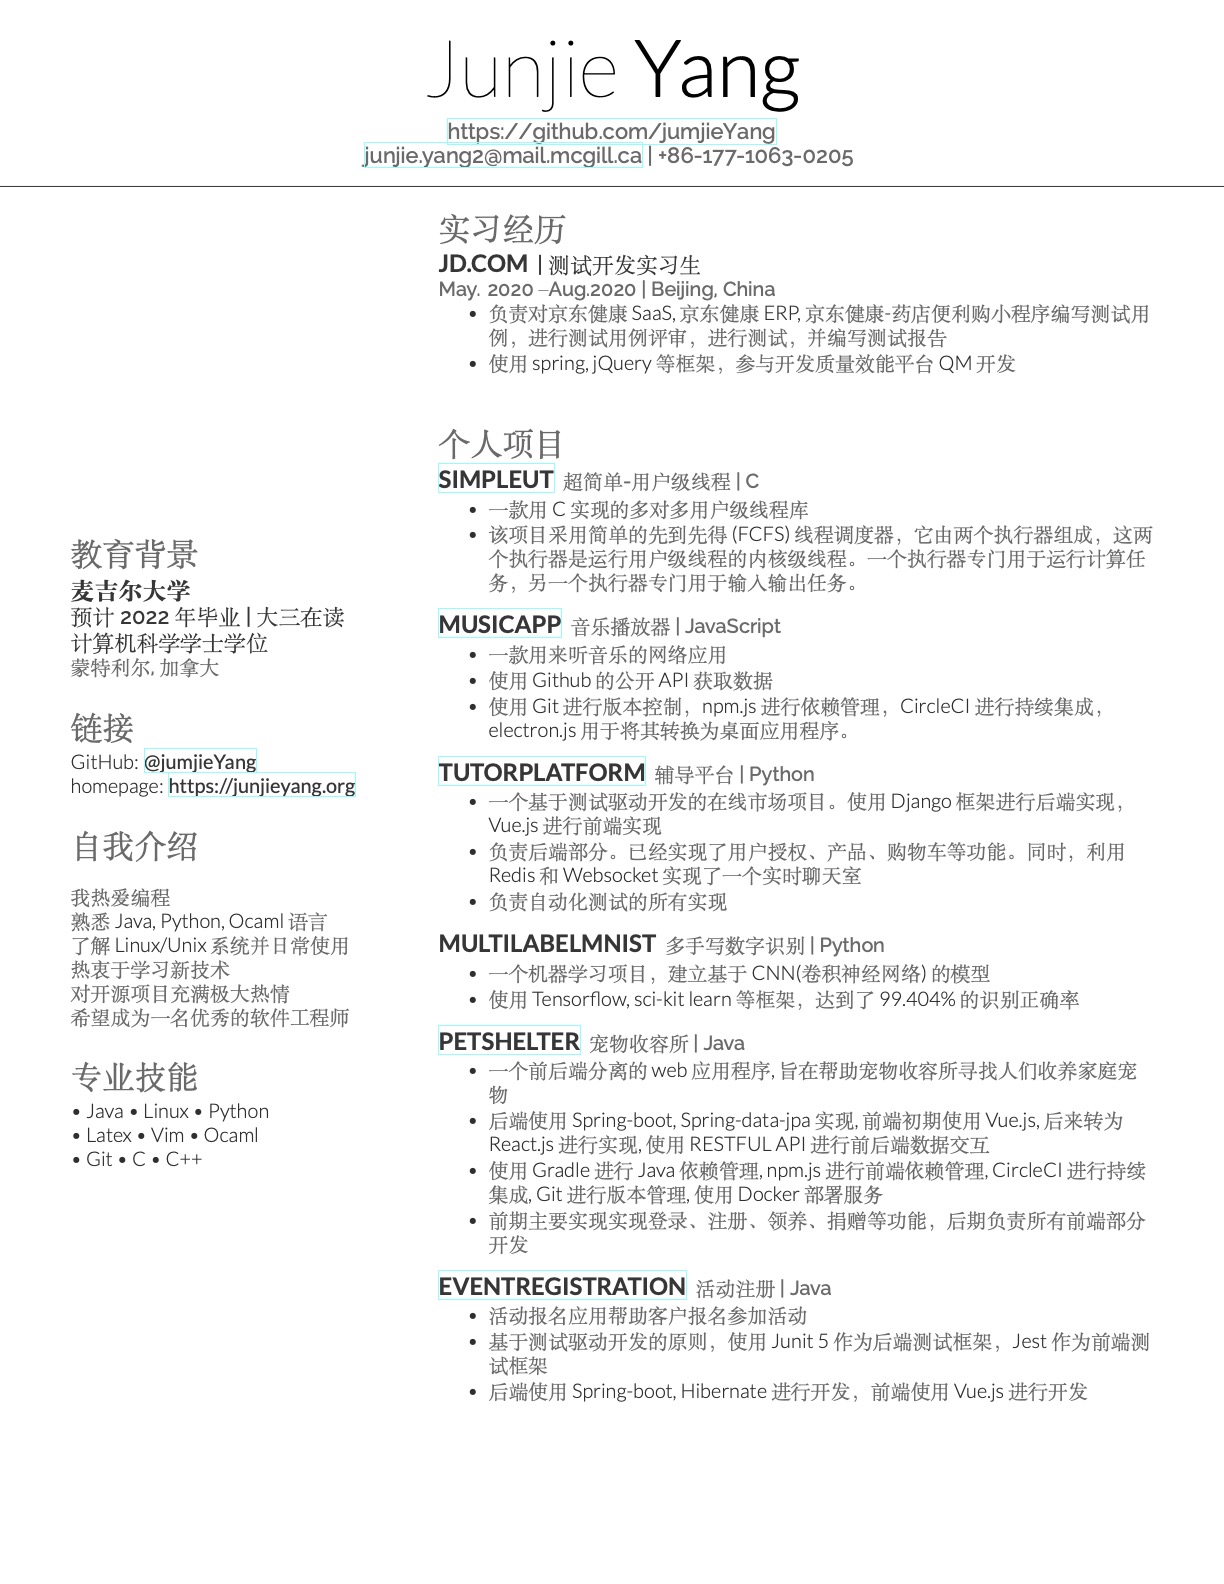 Junjie Yang
https://github.com/jumjieYang
junjie.yang2@mail.mcgill.ca | +86-177-1063-0205
教育背景
麦吉尔大学
预计 2022 年毕业 | 大三在读
计算机科学学士学位
蒙特利尔, 加拿大
链接
GitHub: @jumjieYang
homepage: https://junjieyang.org
自我介绍
我热爱编程
熟悉 Java, Python, Ocaml 语言
了解 Linux/Unix 系统并日常使用
热衷于学习新技术
对开源项目充满极大热情
希望成为一名优秀的软件工程师
专业技能
• Java • Linux • Python
• Latex • Vim • Ocaml
• Git • C • C++
实习经历
JD.COM | 测试开发实习生
May. 2020 –Aug.2020 | Beijing, China
• 负责对京东健康 SaaS, 京东健康 ERP, 京东健康-药店便利购小程序编写测试用
例，进行测试用例评审，进行测试，并编写测试报告
• 使用 spring, jQuery 等框架，参与开发质量效能平台 QM 开发
个人项目
SIMPLEUT 超简单-用户级线程 | C
• 一款用 C 实现的多对多用户级线程库
• 该项目采用简单的先到先得 (FCFS) 线程调度器，它由两个执行器组成，这两
个执行器是运行用户级线程的内核级线程。一个执行器专门用于运行计算任
务，另一个执行器专门用于输入输出任务。
MUSICAPP 音乐播放器 | JavaScript
• 一款用来听音乐的网络应用
• 使用 Github 的公开 API 获取数据
• 使用 Git 进行版本控制，npm.js 进行依赖管理，CircleCI 进行持续集成，
electron.js 用于将其转换为桌面应用程序。
TUTORPLATFORM 辅导平台 | Python
• 一个基于测试驱动开发的在线市场项目。使用 Django 框架进行后端实现，
Vue.js 进行前端实现
• 负责后端部分。已经实现了用户授权、产品、购物车等功能。同时，利用
Redis 和 Websocket 实现了一个实时聊天室
• 负责自动化测试的所有实现
MULTILABELMNIST 多手写数字识别 | Python
• 一个机器学习项目，建立基于 CNN(卷积神经网络) 的模型
• 使用 Tensorflow, sci-kit learn 等框架，达到了 99.404% 的识别正确率
PETSHELTER 宠物收容所 | Java
• 一个前后端分离的 web 应用程序, 旨在帮助宠物收容所寻找人们收养家庭宠
物
• 后端使用 Spring-boot, Spring-data-jpa 实现, 前端初期使用 Vue.js, 后来转为
React.js 进行实现, 使用 RESTFUL API 进行前后端数据交互
• 使用 Gradle 进行 Java 依赖管理, npm.js 进行前端依赖管理, CircleCI 进行持续
集成, Git 进行版本管理, 使用 Docker 部署服务
• 前期主要实现实现登录、注册、领养、捐赠等功能，后期负责所有前端部分
开发
EVENTREGISTRATION 活动注册 | Java
• 活动报名应用帮助客户报名参加活动
• 基于测试驱动开发的原则，使用 Junit 5 作为后端测试框架，Jest 作为前端测
试框架
• 后端使用 Spring-boot, Hibernate 进行开发，前端使用 Vue.js 进行开发